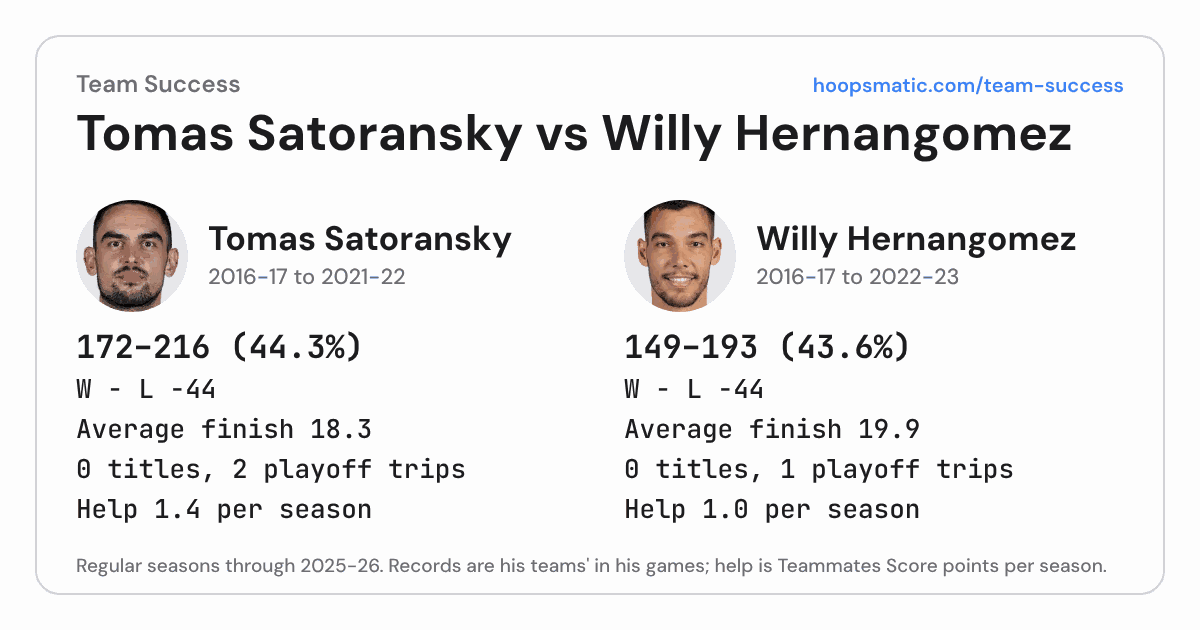 Team Success
hoopsmatic.com/team-success
Tomas Satoransky vs Willy Hernangomez
Tomas Satoransky
2016-17 to 2021-22
172-216 (44.3%)
W - L -44
Average finish 18.3
0 titles, 2 playoff trips
Help 1.4 per season
Willy Hernangomez
2016-17 to 2022-23
149-193 (43.6%)
W - L -44
Average finish 19.9
0 titles, 1 playoff trips
Help 1.0 per season
Regular seasons through 2025-26. Records are his teams' in his games; help is Teammates Score points per season.